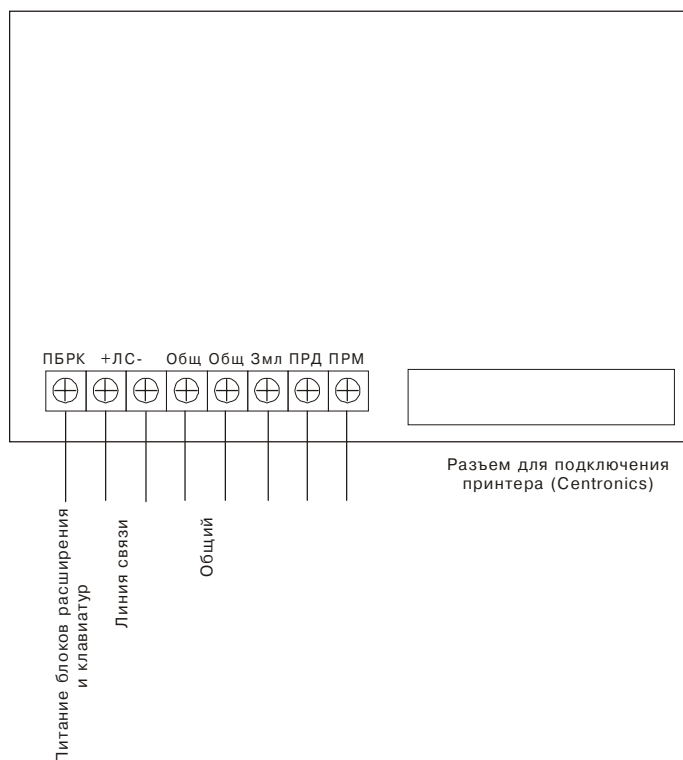 ПБРК +ЛС- Общ Общ Змл ПРД ПРМ
Разъем для подключения
принтера (Centronics)
Питание блоков расширения
и клавиатур
Линия связи
Общий